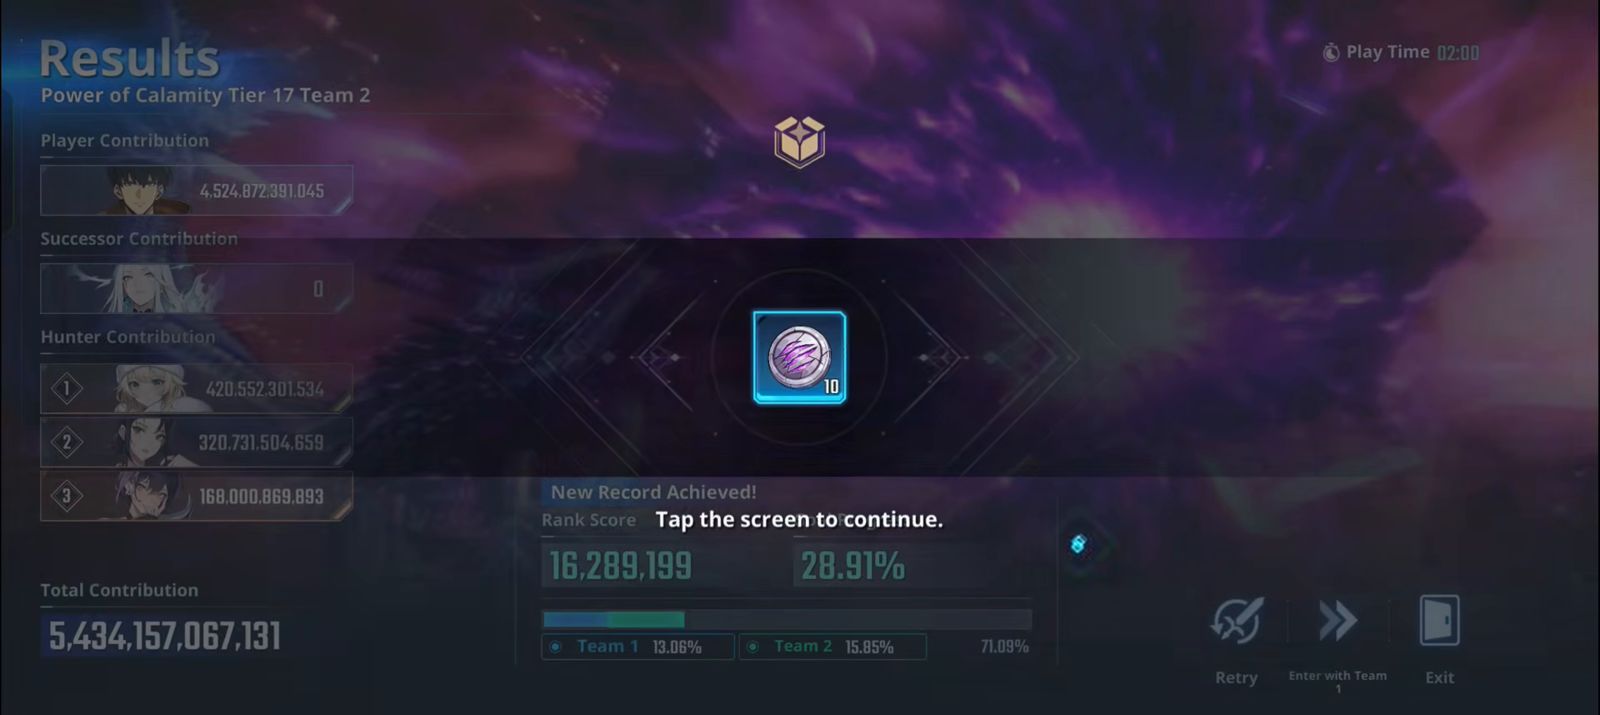 Results
Power of Calamity Tier 17 Team 2
Play Time 02:00
Player Contribution
4,524,872,391,045
Successor Contribution
0
Hunter Contribution
1 420,552,301,534
2 320,731,504,659
3 168,000,869,893
10
New Record Achieved!
Rank Score
Tap the screen to continue.
16,289,199
28.91%
Total Contribution
5,434,157,067,131
Team 1 13.06%
Team 2 15.85%
71.09%
Retry
Enter with Team
1
Exit